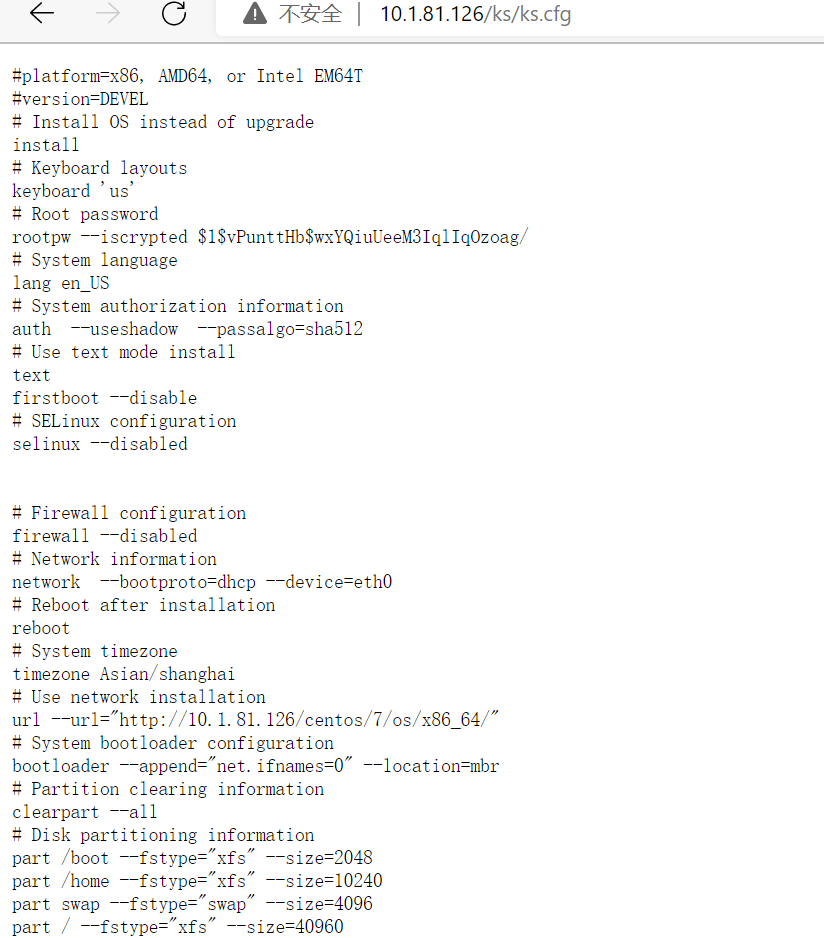 不安全 | 10.1.81.126/ks/ks.cfg
#platform=x86, AMD64, or Intel EM64T
#version=DEVEL
# Install OS instead of upgrade
install
# Keyboard layouts
keyboard 'us'
# Root password
rootpw --iscrypted $1$vPunttHb$wxYQiuUeeM3IqlIqOzoag/
# System language
lang en_US
# System authorization information
auth  --useshadow  --passalgo=sha512
# Use text mode install
text
firstboot --disable
# SELinux configuration
selinux --disabled
# Firewall configuration
firewall --disabled
# Network information
network  --bootproto=dhcp --device=eth0
# Reboot after installation
reboot
# System timezone
timezone Asian/shanghai
# Use network installation
url --url="http://10.1.81.126/centos/7/os/x86_64/"
# System bootloader configuration
bootloader --append="net.ifnames=0" --location=mbr
# Partition clearing information
clearpart --all
# Disk partitioning information
part /boot --fstype="xfs" --size=2048
part /home --fstype="xfs" --size=10240
part swap --fstype="swap" --size=4096
part / --fstype="xfs" --size=40960